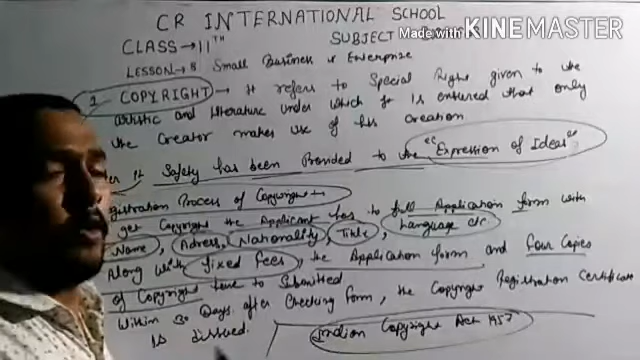 CR INTERNATIONAL SCHOOL
Made with KINEMASTER
CLASS → 11TH
SUBJECT
LESSON → 8 Small Business & Enterprise
1 COPYRIGHT → It refers to Special Right given to the
artistic and literature under which it is ensured that only
the Creator makes use of his creation
it Safety has been Provided to the "Expression of Ideas"
gistration Process of Copyright →
get Copyright the Applicant has to full Application form with
Name, Adress, Nationality, Title, Language etc
Along with fixed fees, the Application form and four Copies
of Copyright have to Submitted
Within 30 Days after Checking form, the Copyright Registration Certificate
is issued.
Indian Copyright Act 1957